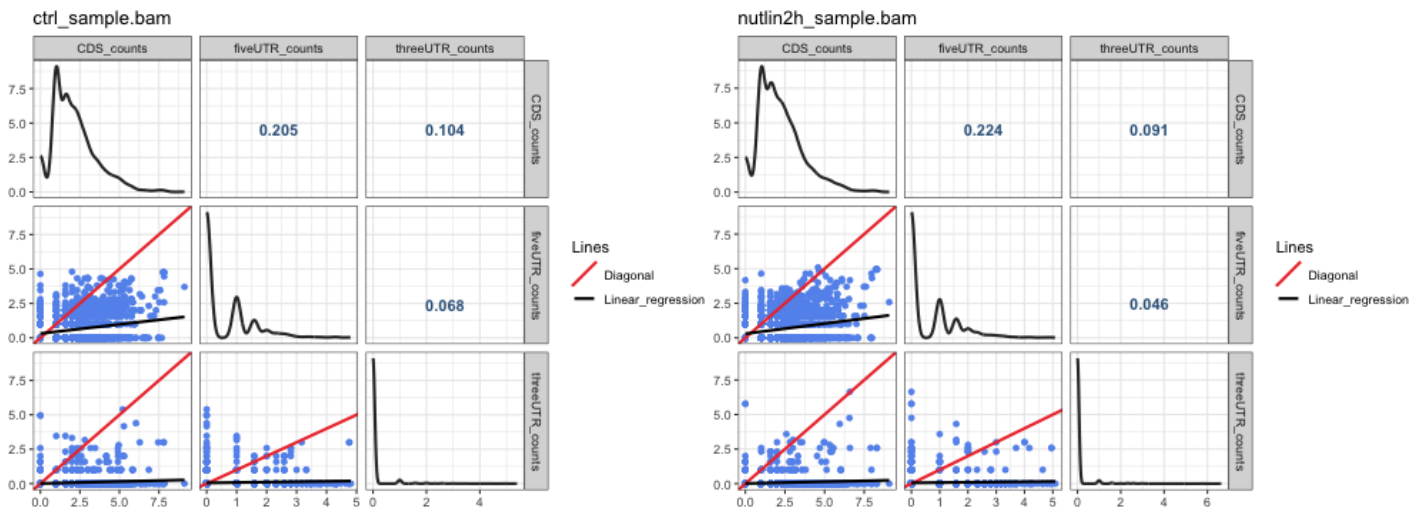 ctrl_sample.bam
CDS_counts fiveUTR_counts threeUTR_counts
7.5
5.0
2.5
0.0
0.205 0.104
CDS_counts
7.5
5.0
2.5
0.0
0.068
fiveUTR_counts
7.5
5.0
2.5
0.0
threeUTR_counts
0.0 2.5 5.0 7.5
0 1 2 3 4 5
0 2 4
Lines
Diagonal
Linear_regression
nutlin2h_sample.bam
CDS_counts fiveUTR_counts threeUTR_counts
7.5
5.0
2.5
0.0
0.224 0.091
CDS_counts
7.5
5.0
2.5
0.0
0.046
fiveUTR_counts
7.5
5.0
2.5
0.0
threeUTR_counts
0.0 2.5 5.0 7.5
0 1 2 3 4 5
0 2 4 6
Lines
Diagonal
Linear_regression